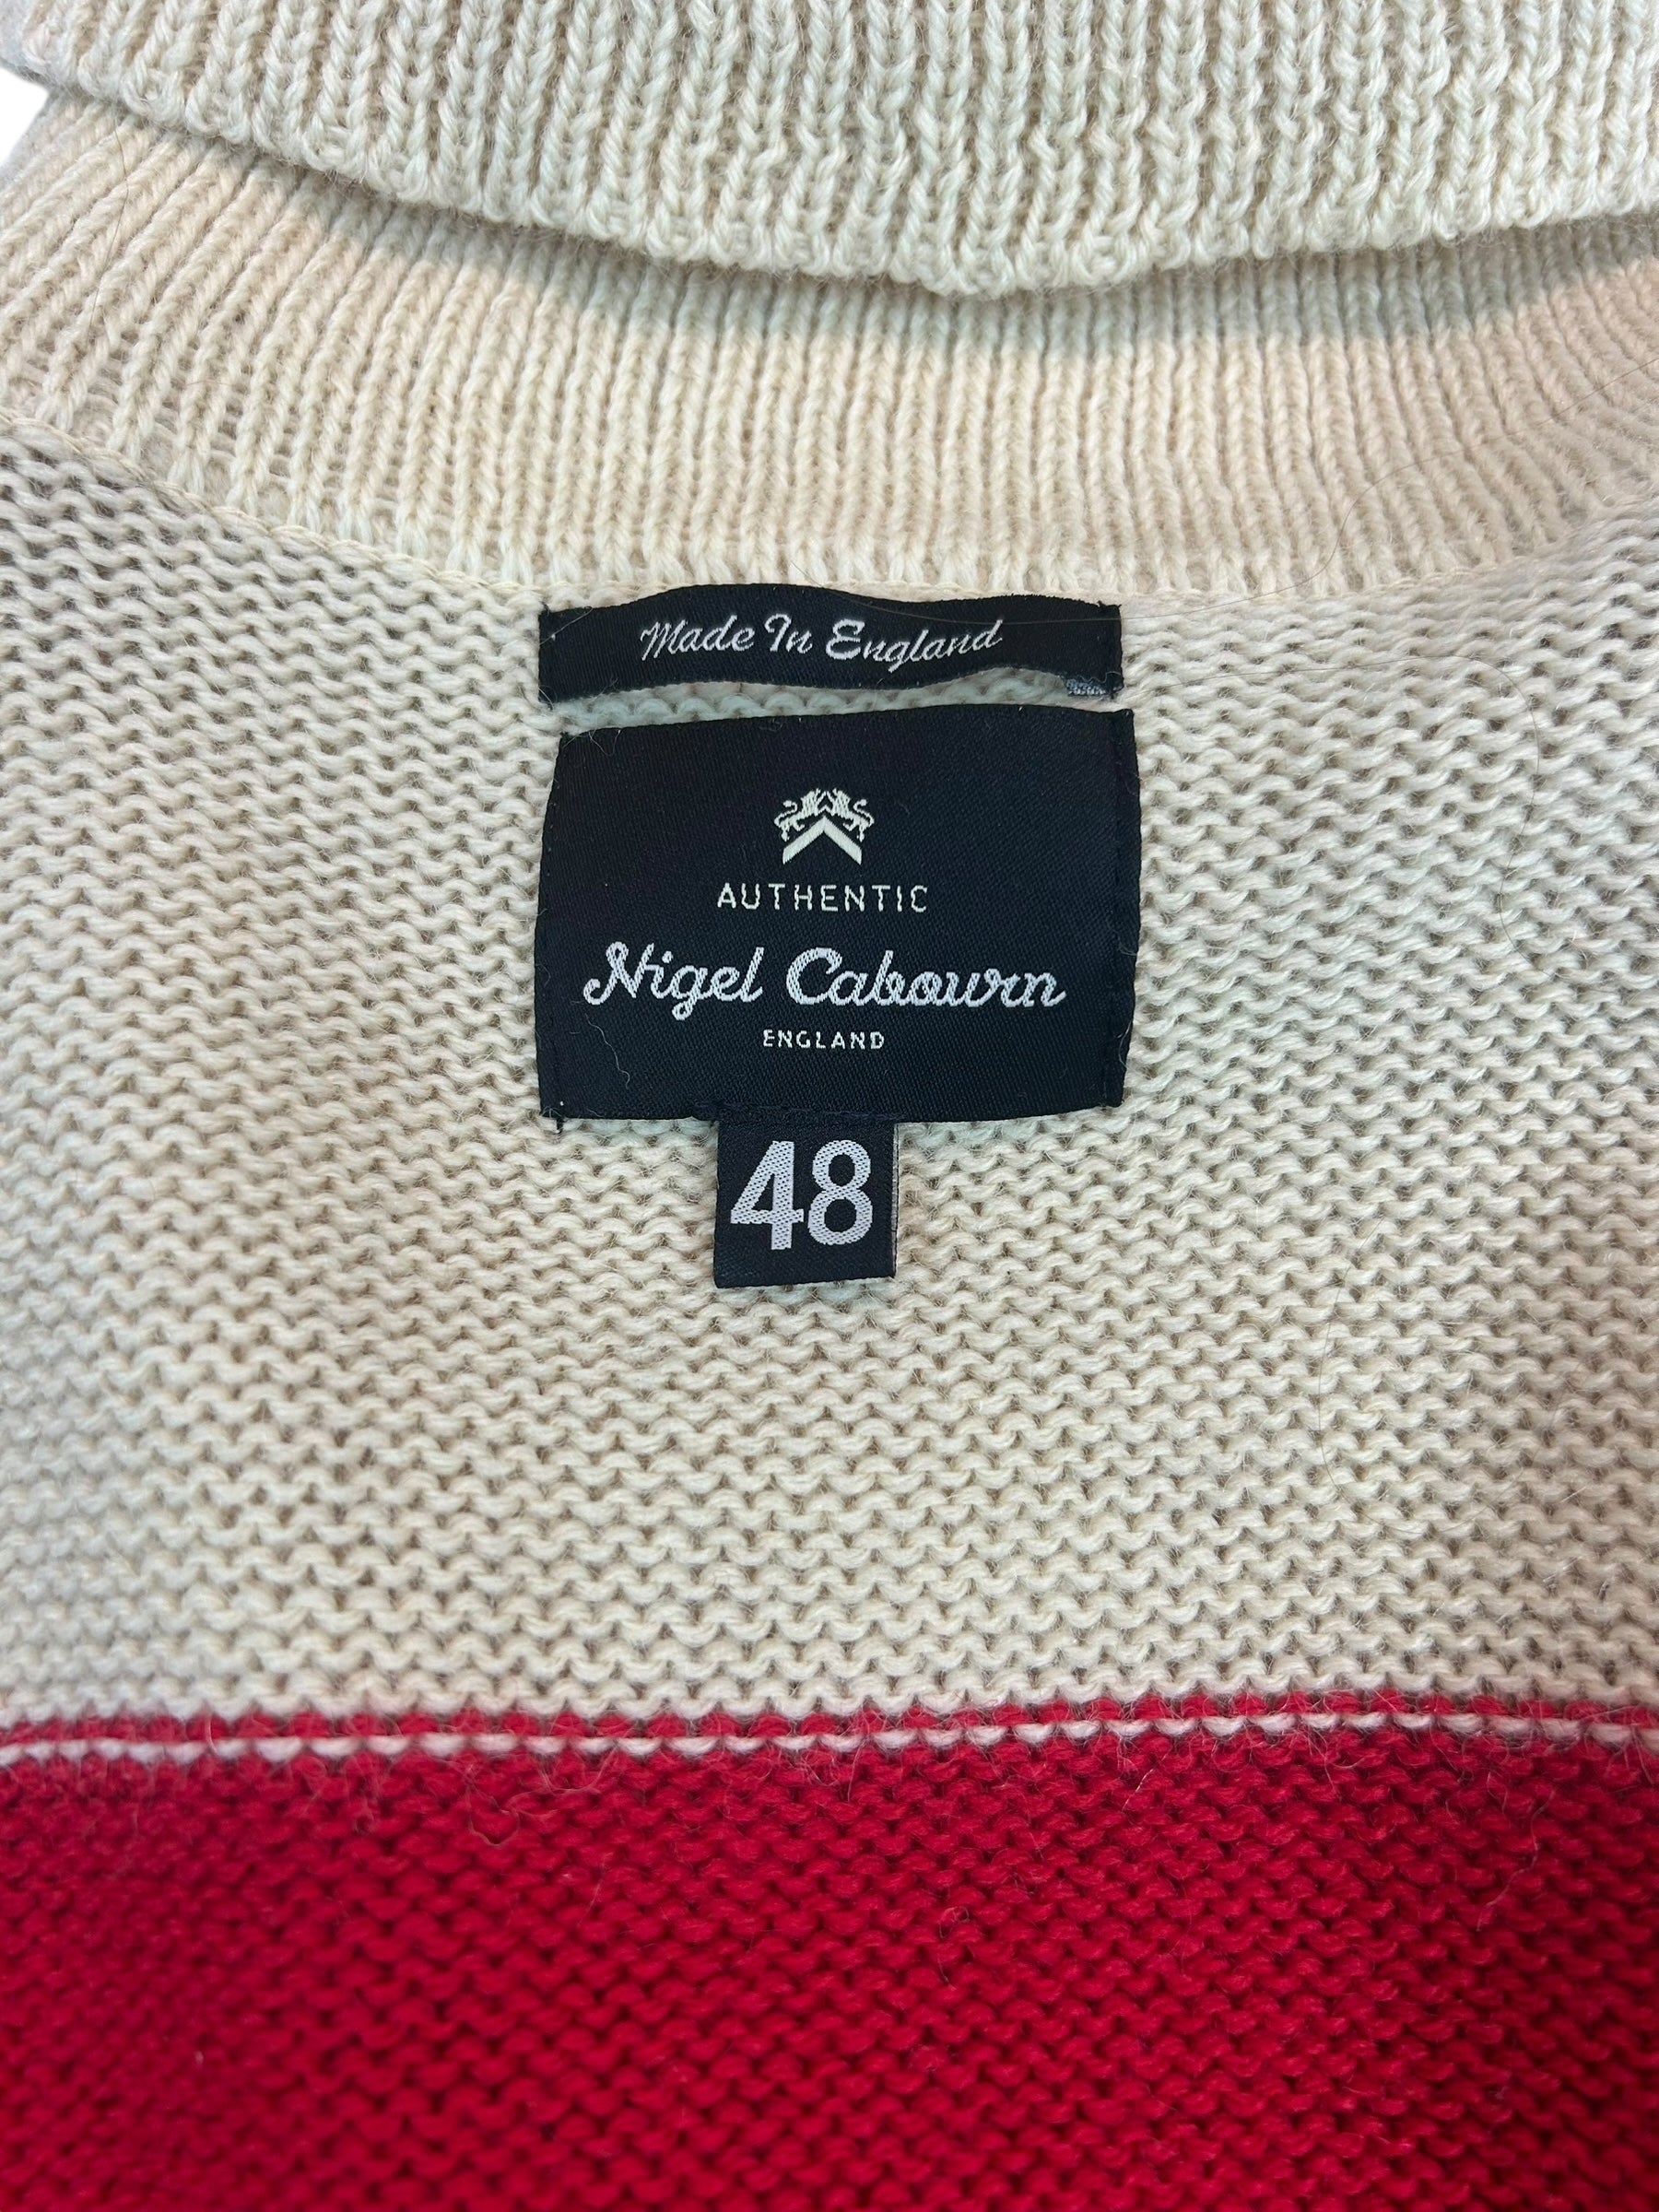 Made In England
AUTHENTIC
Nigel Cabourn
ENGLAND
48